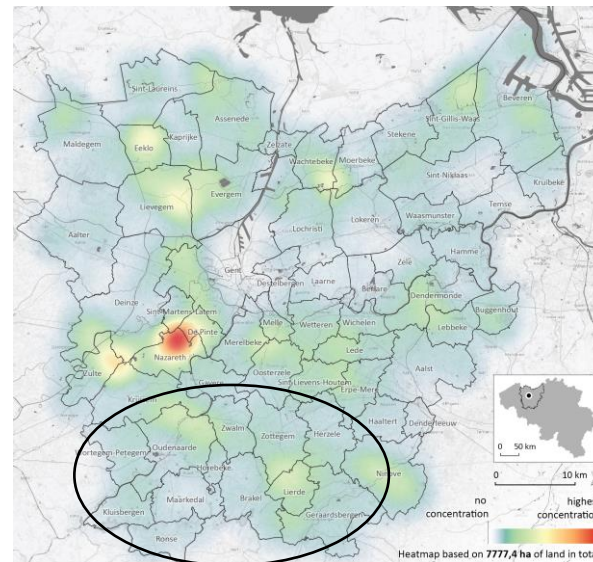 Sint-Laureins
Assenede
Maldegem
Eeklo
Kaprijke
Zelzate
Wachtebeke
Moerbeke
Stekene
Sint-Gillis-Waas
Beveren
Lievegem
Evergem
Sint-Niklaas
Kruibeke
Temse
Aalter
Lochristi
Lokeren
Waasmunster
Hamme
Zele
Gent
Destelbergen
Laarne
Berlare
Dendermonde
Deinze
Sint-Martens-Latem
De Pinte
Melle
Wetteren
Wichelen
Buggenhout
Lebbeke
Merelbeke
Nazareth
Lede
Zulte
Oosterzele
Aalst
Gavere
Sint-Lievens-Houtem
Erpe-Mere
Kru
Zwalm
Haaltert
Denderleeuw
Wortegem-Petegem
Oudenaarde
Zottegem
Herzele
Horebeke
Ninove
Maarkedal
Lierde
Brakel
Kluisbergen
Geraardsbergen
Ronse
0 50 km
0 10 km
no
concentration
highes
concentration
Heatmap based on 7777,4 ha of land in total